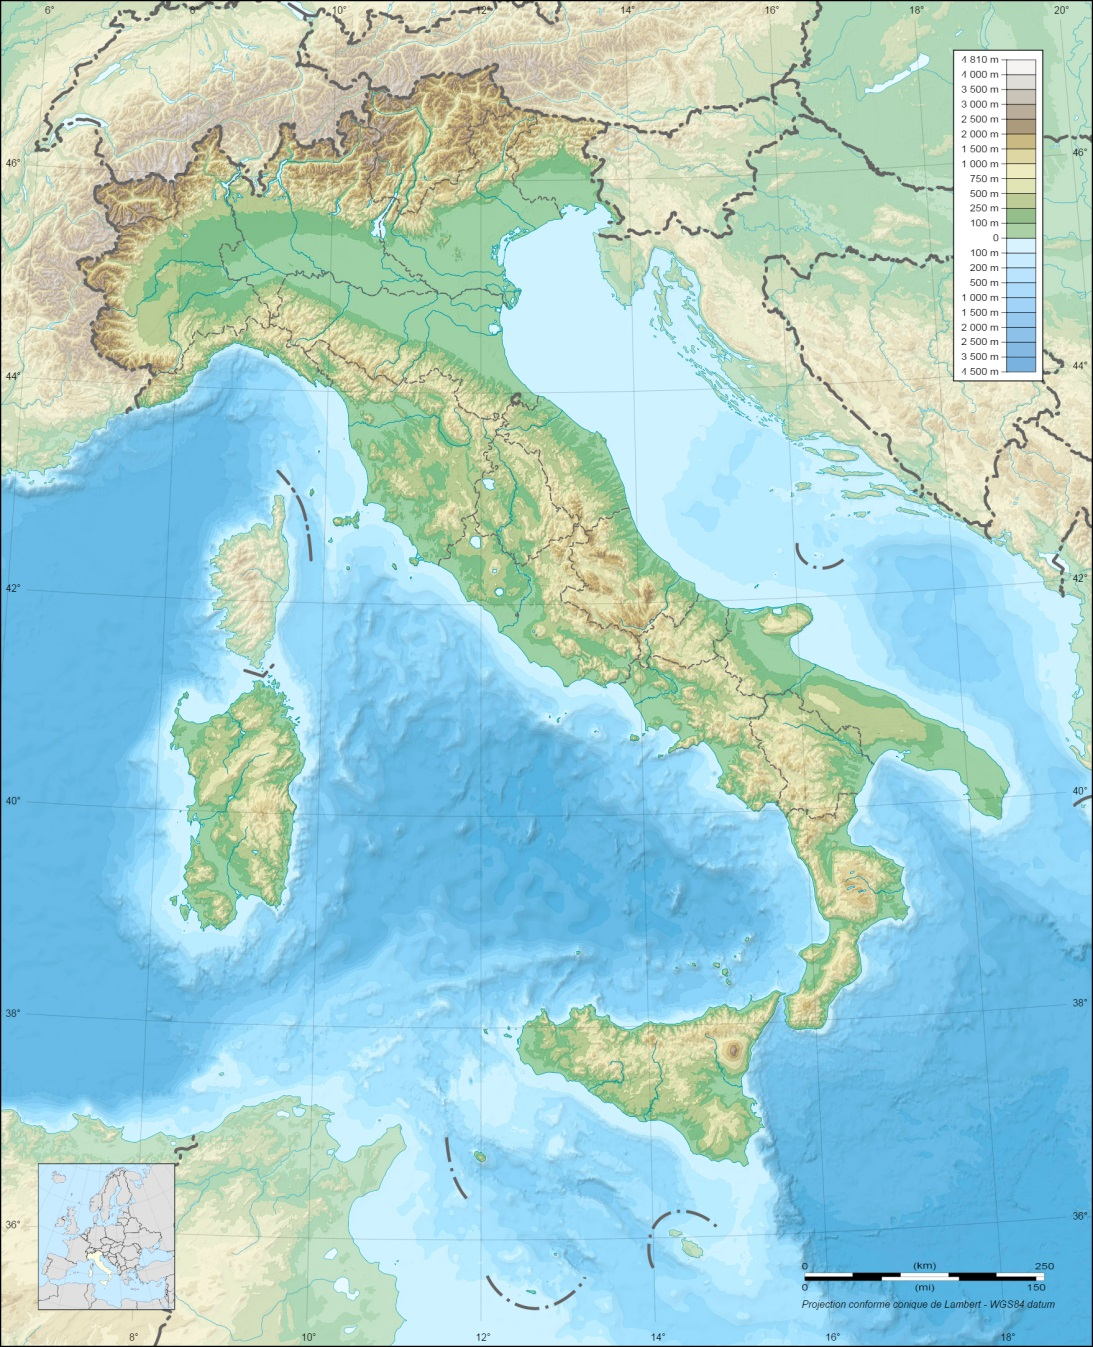 6°
8°
10°
12°
14°
16°
18°
20°
4 810 m
4 000 m
3 500 m
3 000 m
2 500 m
2 000 m
1 500 m
1 000 m
750 m
500 m
250 m
100 m
0
100 m
200 m
500 m
1 000 m
1 500 m
2 000 m
2 500 m
3 500 m
4 500 m
46°
46°
44°
44°
42°
42°
40°
40°
38°
38°
36°
36°
0 (km) 250
0 (mi) 150
Projection conforme conique de Lambert - WGS84 datum
8°
10°
12°
14°
16°
18°